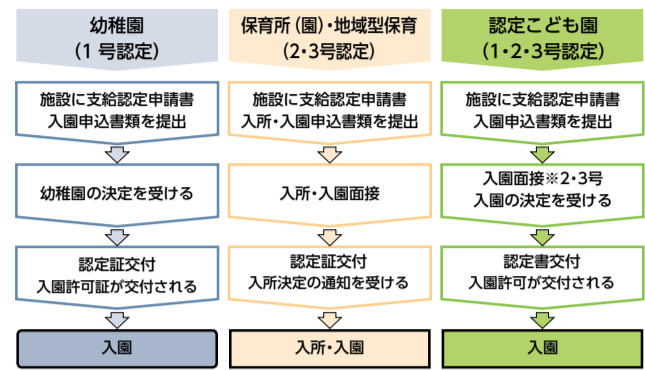 幼稚園
（1 号認定）
施設に支給認定申請書
入園申込書類を提出
幼稚園の決定を受ける
認定証交付
入園許可証が交付される
入園
保育所（園）・地域型保育
（2・3号認定）
施設に支給認定申請書
入所・入園申込書類を提出
入所・入園面接
認定証交付
入所決定の通知を受ける
入所・入園
認定こども園
（1・2・3号認定）
施設に支給認定申請書
入園申込書類を提出
入園面接※2・3号
入園の決定を受ける
認定書交付
入園許可が交付される
入園